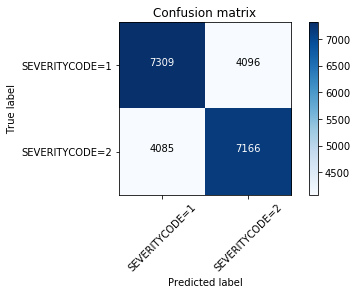 Confusion matrix
True label
SEVERITYCODE=1
7309
4096
SEVERITYCODE=2
4085
7166
SEVERITYCODE=1
SEVERITYCODE=2
Predicted label
7000
6500
6000
5500
5000
4500